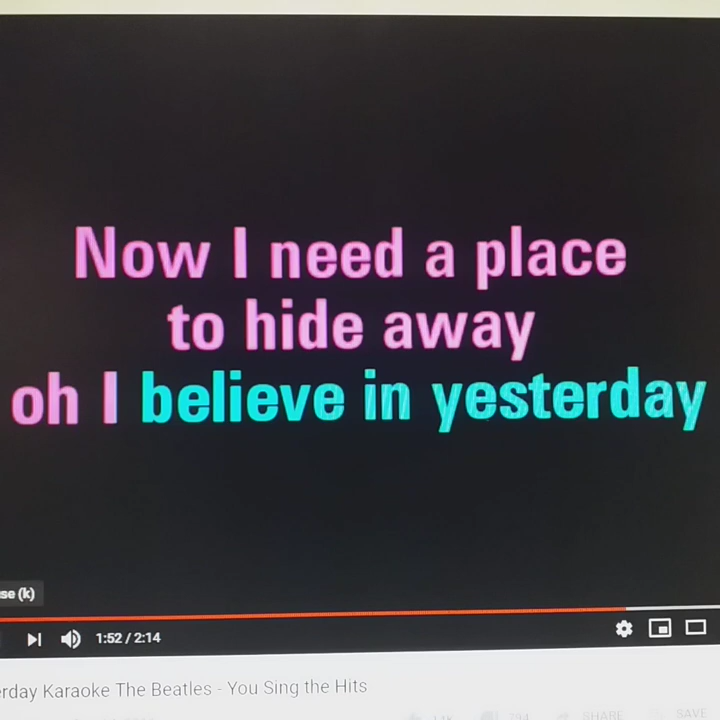 Now I need a place
to hide away
oh I believe in yesterday
se (k)
1:52 / 2:14
erday Karaoke The Beatles - You Sing the Hits
SHARE
SAVE